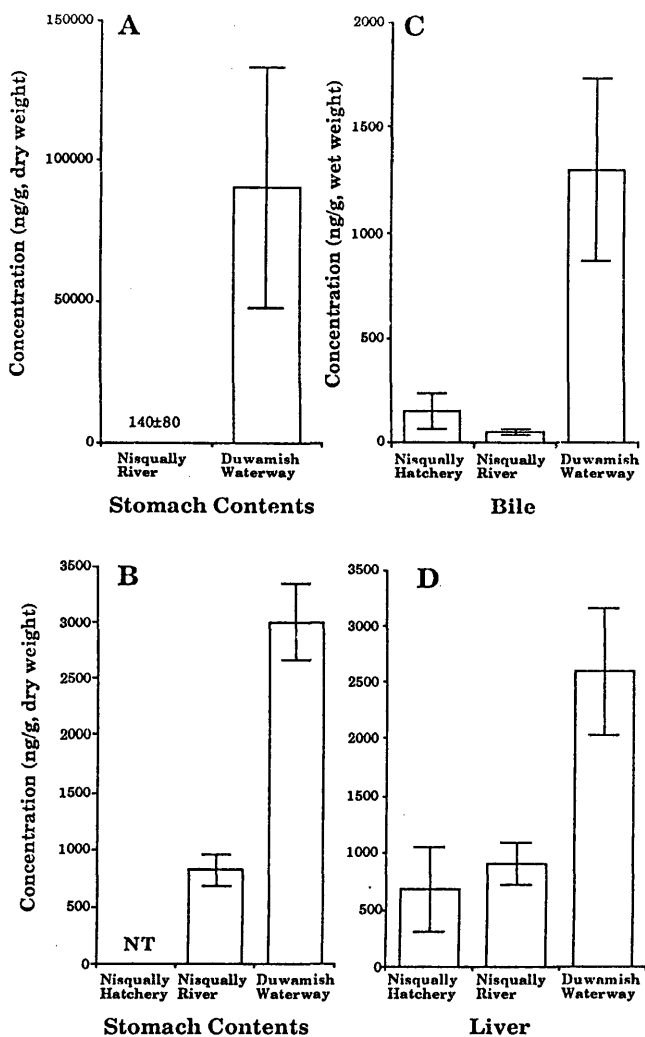 A
Concentration (ng/g, dry weight)
150000
100000
50000
0
140±80
Nisqually River
Duwamish Waterway
Stomach Contents
C
Concentration (ng/g, wet weight)
2000
1500
1000
500
0
Nisqually Hatchery
Nisqually River
Duwamish Waterway
Bile
B
Concentration (ng/g, dry weight)
3500
3000
2500
2000
1500
1000
500
0
NT
Nisqually Hatchery
Nisqually River
Duwamish Waterway
Stomach Contents
D
3500
3000
2500
2000
1500
1000
500
0
Nisqually Hatchery
Nisqually River
Duwamish Waterway
Liver